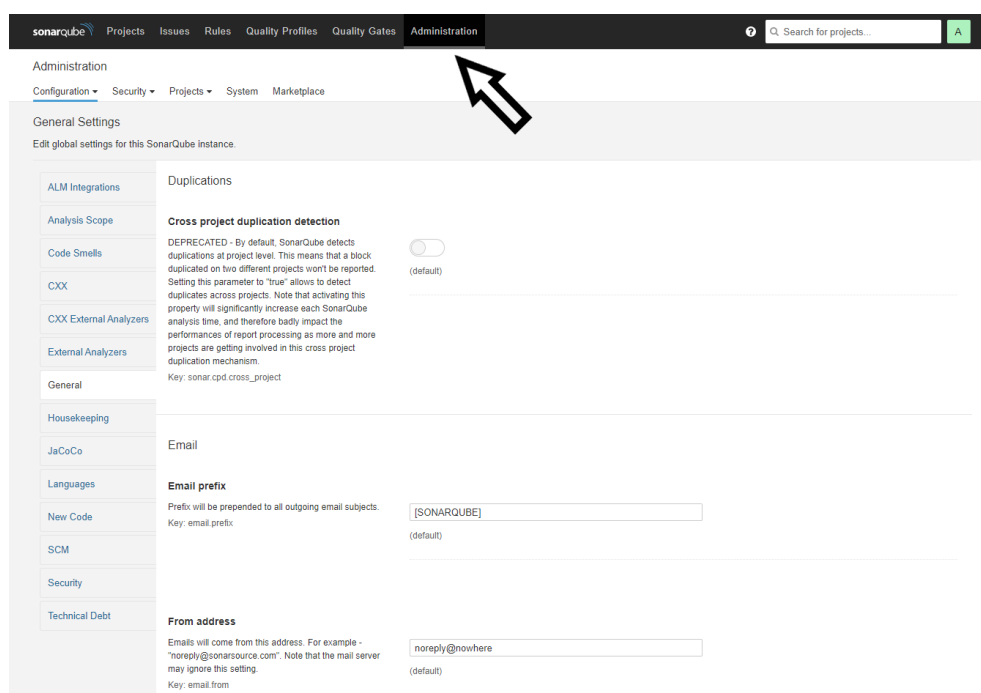 sonarqube Projects Issues Rules Quality Profiles Quality Gates Administration ? Search for projects... A
Administration
Configuration Security Projects System Marketplace
General Settings
Edit global settings for this SonarQube instance.
ALM Integrations
Analysis Scope
Code Smells
CXX
CXX External Analyzers
External Analyzers
General
Housekeeping
JaCoCo
Languages
New Code
SCM
Security
Technical Debt
Duplications
Cross project duplication detection
DEPRECATED - By default, SonarQube detects
duplications at project level. This means that a block
duplicated on two different projects won't be reported.
Setting this parameter to "true" allows to detect
duplicates across projects. Note that activating this
property will significantly increase each SonarQube
analysis time, and therefore badly impact the
performances of report processing as more and more
projects are getting involved in this cross project
duplication mechanism.
Key: sonar.cpd.cross_project
(default)
Email
Email prefix
Prefix will be prepended to all outgoing email subjects.
Key: email.prefix
[SONARQUBE]
(default)
From address
Emails will come from this address. For example -
"noreply@sonarsource.com". Note that the mail server
may ignore this setting.
Key: email.from
noreply@nowhere
(default)